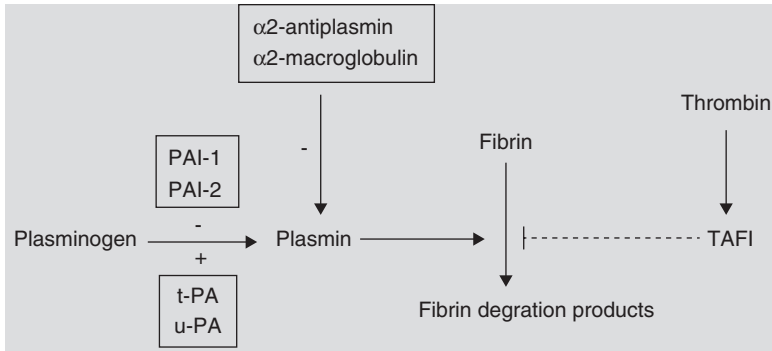 α2-antiplasmin
α2-macroglobulin
Thrombin
-
Fibrin
PAI-1
PAI-2
Plasminogen
-
+
Plasmin
TAFI
t-PA
u-PA
Fibrin degration products